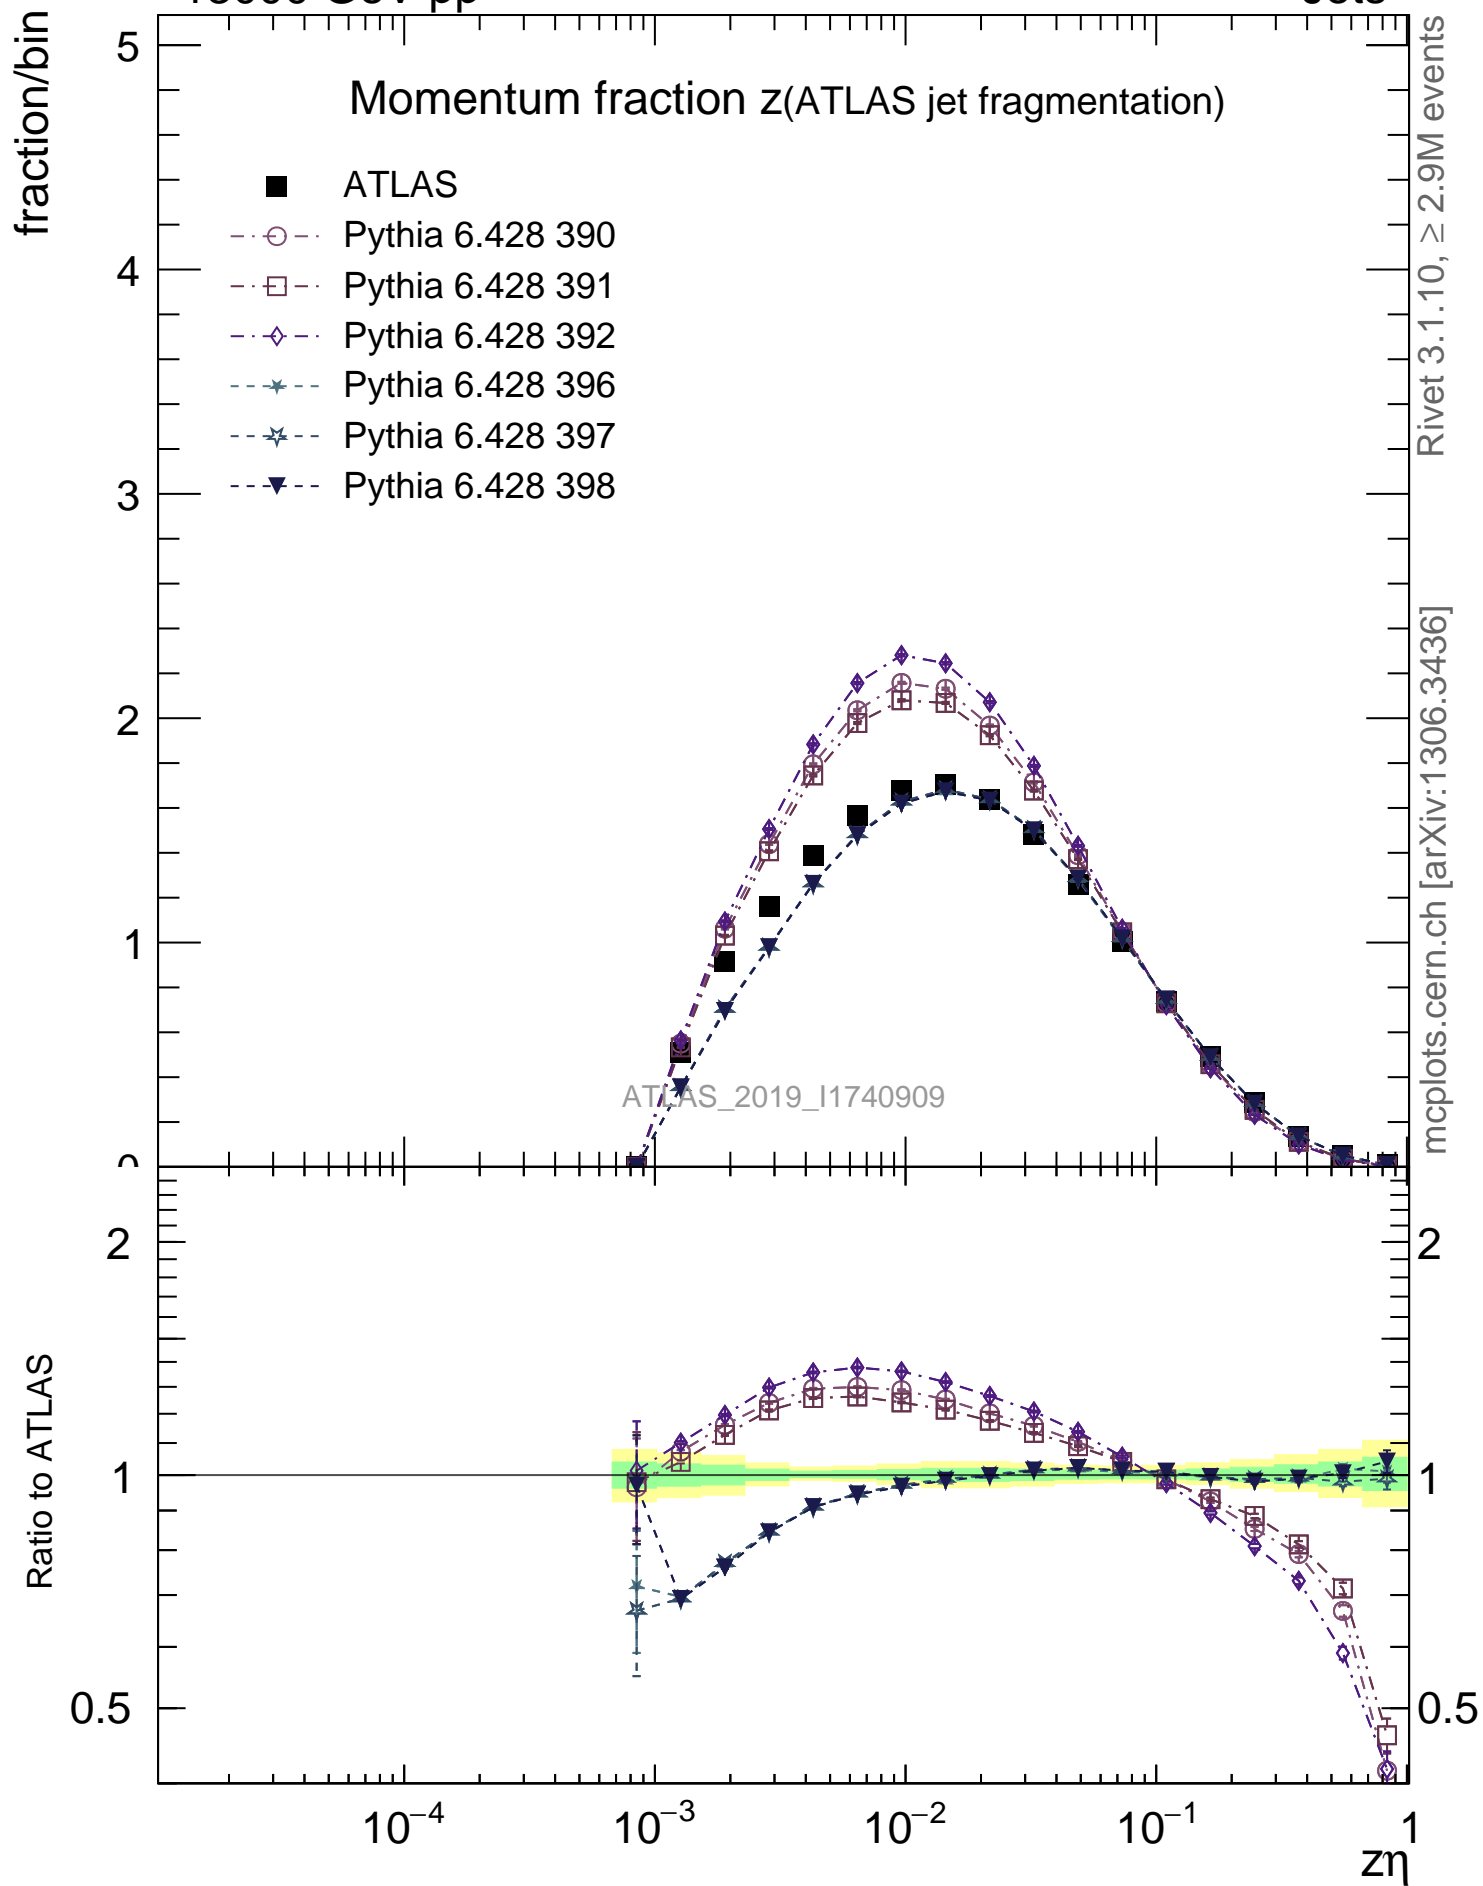 fraction/bin
Momentum fraction z(ATLAS jet fragmentation)
ATLAS
Pythia 6.428 390
Pythia 6.428 391
Pythia 6.428 392
Pythia 6.428 396
Pythia 6.428 397
Pythia 6.428 398
5
4
3
2
1
0
ATLAS_2019_I1740909
Rivet 3.1.10, ≥ 2.9M events
mcplots.cern.ch [arXiv:1306.3436]
Ratio to ATLAS
2
1
0.5
2
1
0.5
10⁻⁴
10⁻³
10⁻²
10⁻¹
1
zη